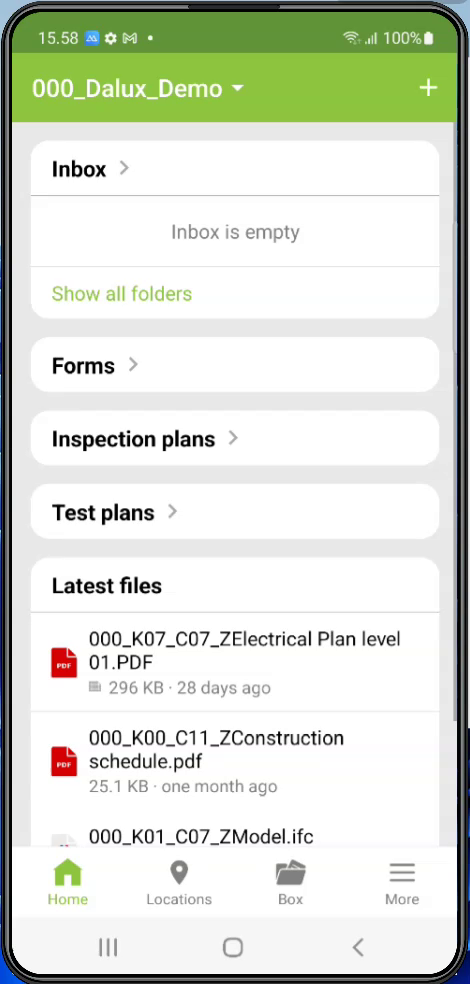 15.58 100%
000_Dalux_Demo
Inbox
Inbox is empty
Show all folders
Forms
Inspection plans
Test plans
Latest files
000_K07_C07_ZElectrical Plan level
01.PDF
PDF
296 KB · 28 days ago
000_K00_C11_ZConstruction
schedule.pdf
PDF
25.1 KB · one month ago
000_K01_C07_ZModel.ifc
Home Locations Box More